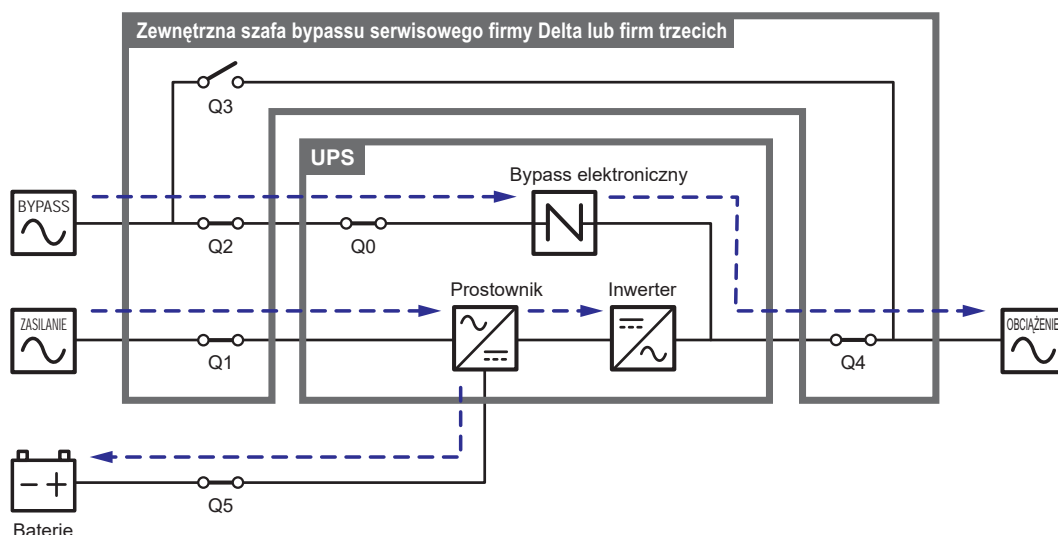 Zewnętrzna szafa bypassu serwisowego firmy Delta lub firm trzecich
Q3
UPS
Bypass elektroniczny
BYPASS
Q2
Q0
Prostownik
Inwerter
ZASILANIE
OBCIĄŻENIE
Q1
Q4
Q5
Baterie